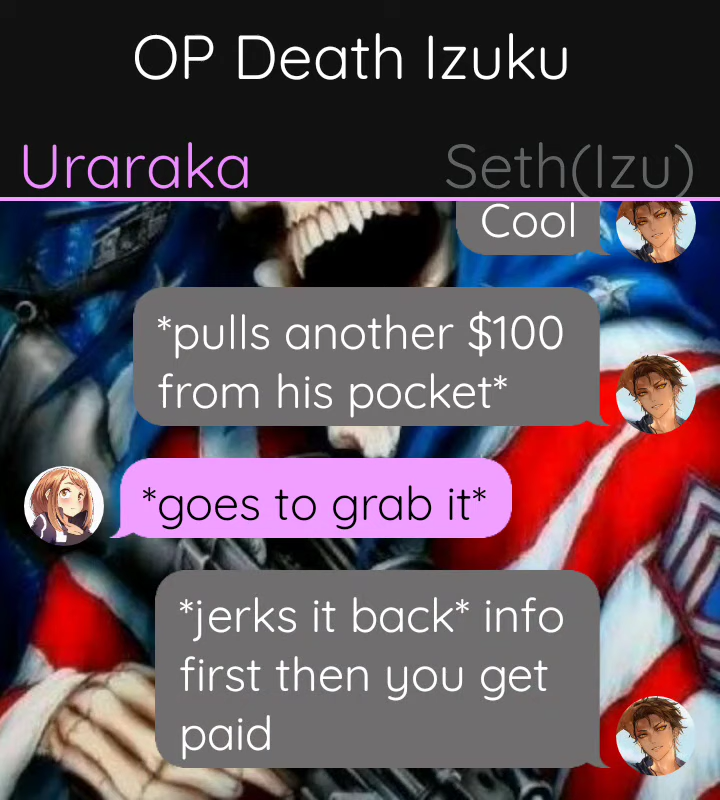 OP Death Izuku
Uraraka Seth(Izu)
Cool
*pulls another $100
from his pocket*
*goes to grab it*
*jerks it back* info
first then you get
paid